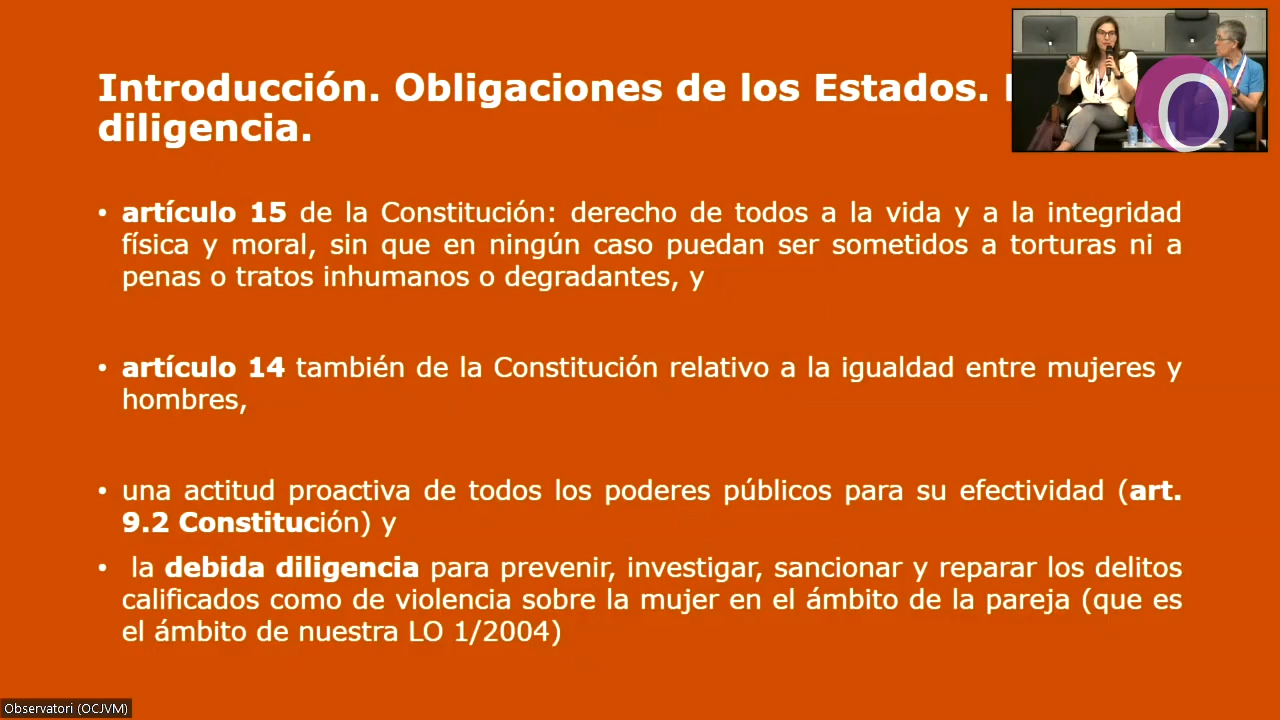 Introducción. Obligaciones de los Estados.
diligencia.
• artículo 15 de la Constitución: derecho de todos a la vida y a la integridad
física y moral, sin que en ningún caso puedan ser sometidos a torturas ni a
penas o tratos inhumanos o degradantes, y
• artículo 14 también de la Constitución relativo a la igualdad entre mujeres y
hombres,
• una actitud proactiva de todos los poderes públicos para su efectividad (art.
9.2 Constitución) y
• la debida diligencia para prevenir, investigar, sancionar y reparar los delitos
calificados como de violencia sobre la mujer en el ámbito de la pareja (que es
el ámbito de nuestra LO 1/2004)
Observatori (OCJVM)